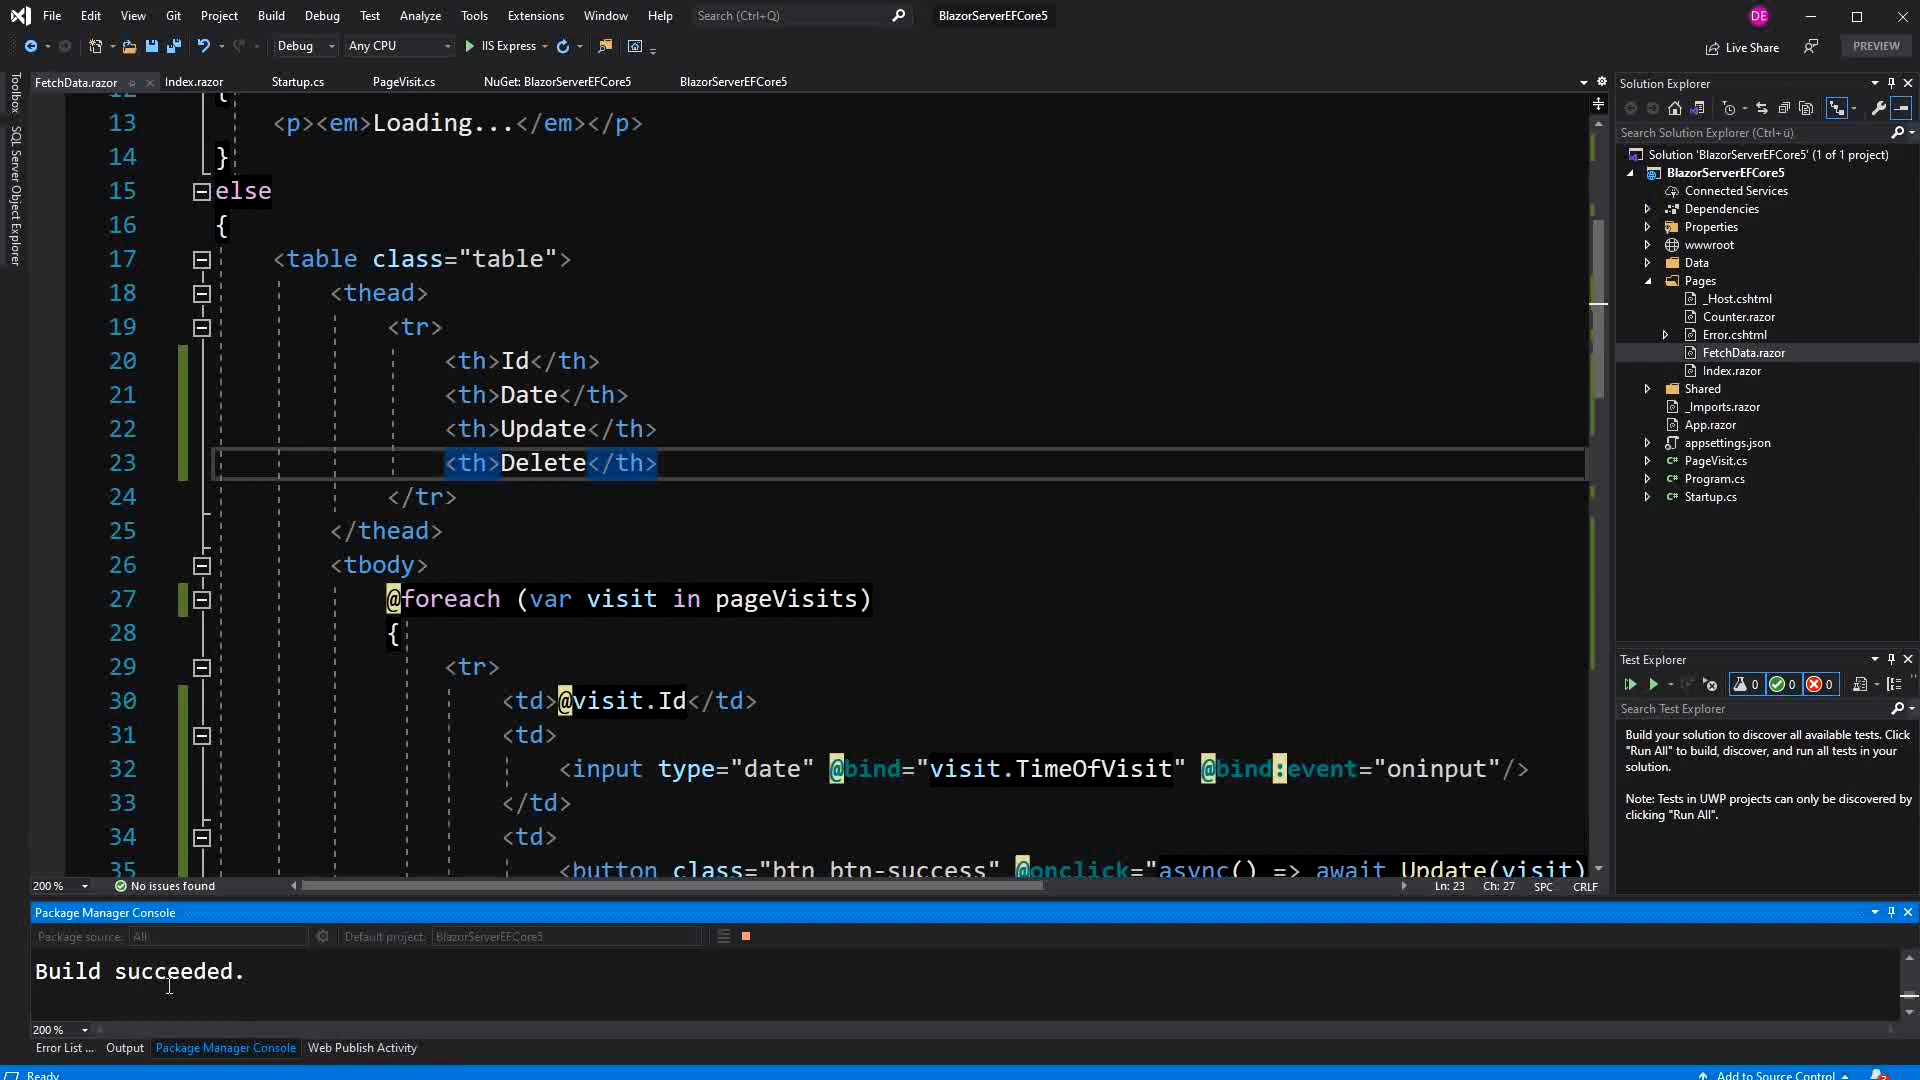 File Edit View Git Project Build Debug Test Analyze Tools Extensions Window Help Search (Ctrl+Q) BlazorServerEFCore5 DE
Debug Any CPU IIS Express Live Share PREVIEW
FetchData.razor Index.razor Startup.cs PageVisit.cs NuGet: BlazorServerEFCore5 BlazorServerEFCore5
Toolbox
SQL Server Object Explorer
12 {
13 <p><em>Loading...</em></p>
14 }
15 else
16 {
17 <table class="table">
18 <thead>
19 <tr>
20 <th>Id</th>
21 <th>Date</th>
22 <th>Update</th>
23 <th>Delete</th>
24 </tr>
25 </thead>
26 <tbody>
27 @foreach (var visit in pageVisits)
28 {
29 <tr>
30 <td>@visit.Id</td>
31 <td>
32 <input type="date" @bind="visit.TimeOfVisit" @bind:event="oninput"/>
33 </td>
34 <td>
35 <button class="btn btn-success" @onclick="async() => await Update(visit)
200 % No issues found Ln: 23 Ch: 27 SPC CRLF
Solution Explorer
Search Solution Explorer (Ctrl+ü)
Solution 'BlazorServerEFCore5' (1 of 1 project)
BlazorServerEFCore5
Connected Services
Dependencies
Properties
wwwroot
Data
Pages
_Host.cshtml
Counter.razor
Error.cshtml
FetchData.razor
Index.razor
Shared
_Imports.razor
App.razor
appsettings.json
PageVisit.cs
Program.cs
Startup.cs
Test Explorer
0 0 0
Search Test Explorer
Build your solution to discover all available tests. Click
"Run All" to build, discover, and run all tests in your
solution.
Note: Tests in UWP projects can only be discovered by
clicking "Run All".
Package Manager Console
Package source: All Default project: BlazorServerEFCore5
Build succeeded.
200 %
Error List ... Output Package Manager Console Web Publish Activity
Ready Add to Source Control